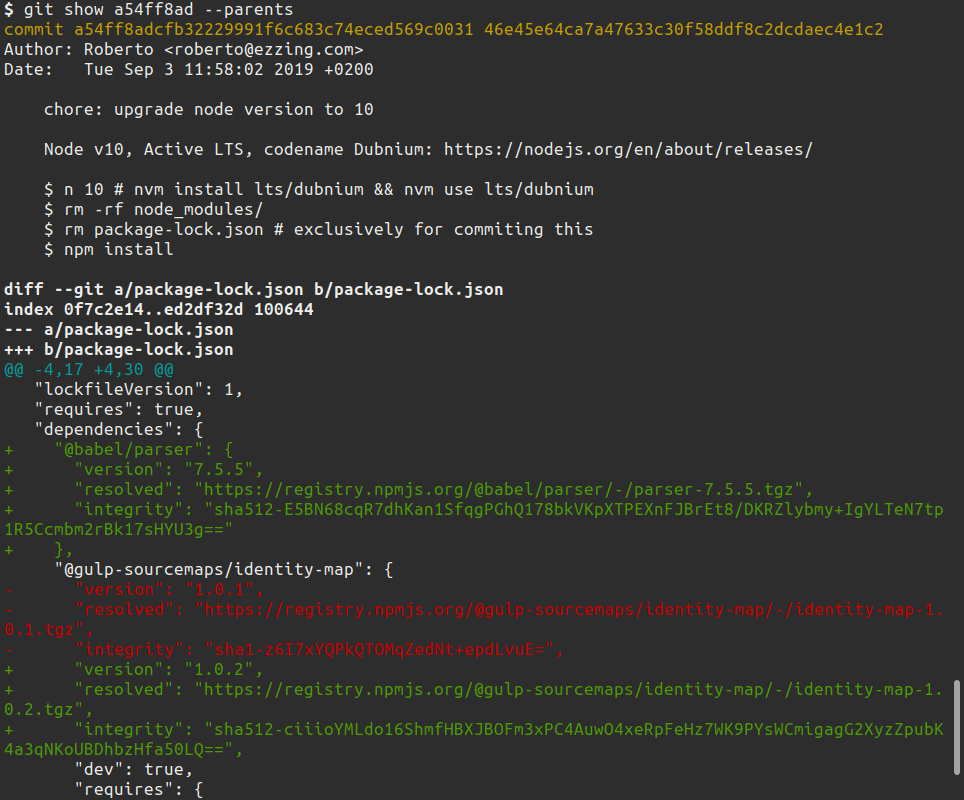 $ git show a54ff8ad --parents
commit a54ff8adcfb32229991f6c683c74eced569c0031 46e45e64ca7a47633c30f58ddf8c2dcdaec4e1c2
Author: Roberto <roberto@ezzing.com>
Date:   Tue Sep 3 11:58:02 2019 +0200
    chore: upgrade node version to 10
    Node v10, Active LTS, codename Dubnium: https://nodejs.org/en/about/releases/
    $ n 10 # nvm install lts/dubnium && nvm use lts/dubnium
    $ rm -rf node_modules/
    $ rm package-lock.json # exclusively for commiting this
    $ npm install
diff --git a/package-lock.json b/package-lock.json
index 0f7c2e14..ed2df32d 100644
--- a/package-lock.json
+++ b/package-lock.json
@@ -4,17 +4,30 @@
   "lockfileVersion": 1,
   "requires": true,
   "dependencies": {
+    "@babel/parser": {
+      "version": "7.5.5",
+      "resolved": "https://registry.npmjs.org/@babel/parser/-/parser-7.5.5.tgz",
+      "integrity": "sha512-E5BN68cqR7dhKan1SfqgPGhQ178bkVKpXTPEXnFJBrEt8/DKRZlybmy+IgYLTeN7tp
1R5Ccmbm2rBk17sHYU3g=="
+    },
     "@gulp-sourcemaps/identity-map": {
-      "version": "1.0.1",
-      "resolved": "https://registry.npmjs.org/@gulp-sourcemaps/identity-map/-/identity-map-1.
0.1.tgz",
-      "integrity": "sha1-z6I7xYQPkQTOMqZedNt+epdLvuE=",
+      "version": "1.0.2",
+      "resolved": "https://registry.npmjs.org/@gulp-sourcemaps/identity-map/-/identity-map-1.
0.2.tgz",
+      "integrity": "sha512-ciiioYMLdo16ShmfHBXJBOFm3xPC4AuwO4xeRpFeHz7WK9PYsWCmigagG2XyzZpubK
4a3qNKoUBDhbzHfa50LQ==",
       "dev": true,
       "requires": {